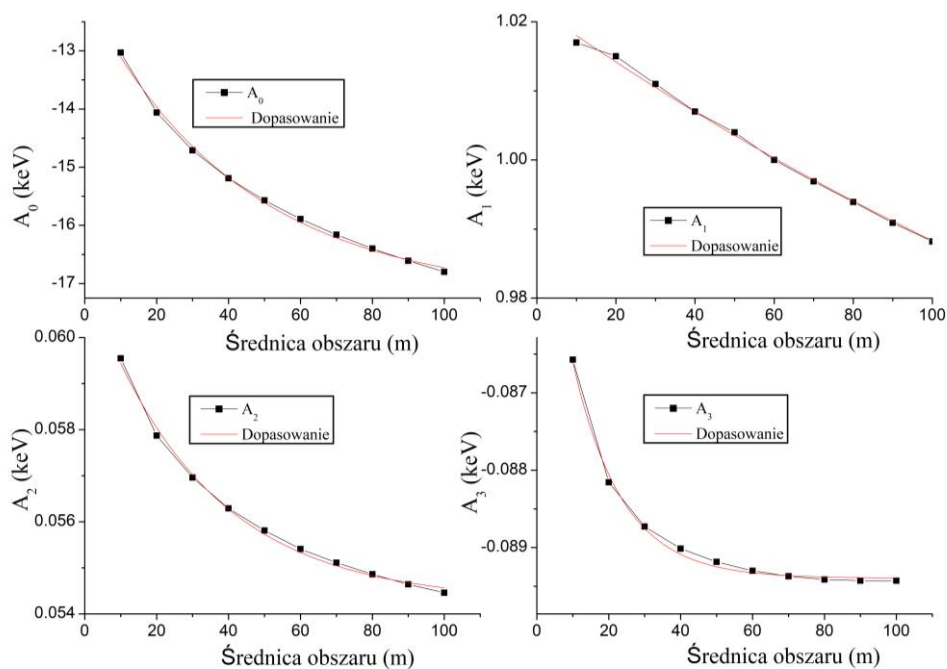 -13
-14
-15
-16
-17
A₀ (keV)
A₀
Dopasowanie
0 20 40 60 80 100
Średnica obszaru (m)
1.02
1.00
0.98
A₁ (keV)
A₁
Dopasowanie
0 20 40 60 80 100
Średnica obszaru (m)
0.060
0.058
0.056
0.054
A₂ (keV)
A₂
Dopasowanie
0 20 40 60 80 100
Średnica obszaru (m)
-0.087
-0.088
-0.089
A₃ (keV)
A₃
Dopasowanie
0 20 40 60 80 100
Średnica obszaru (m)